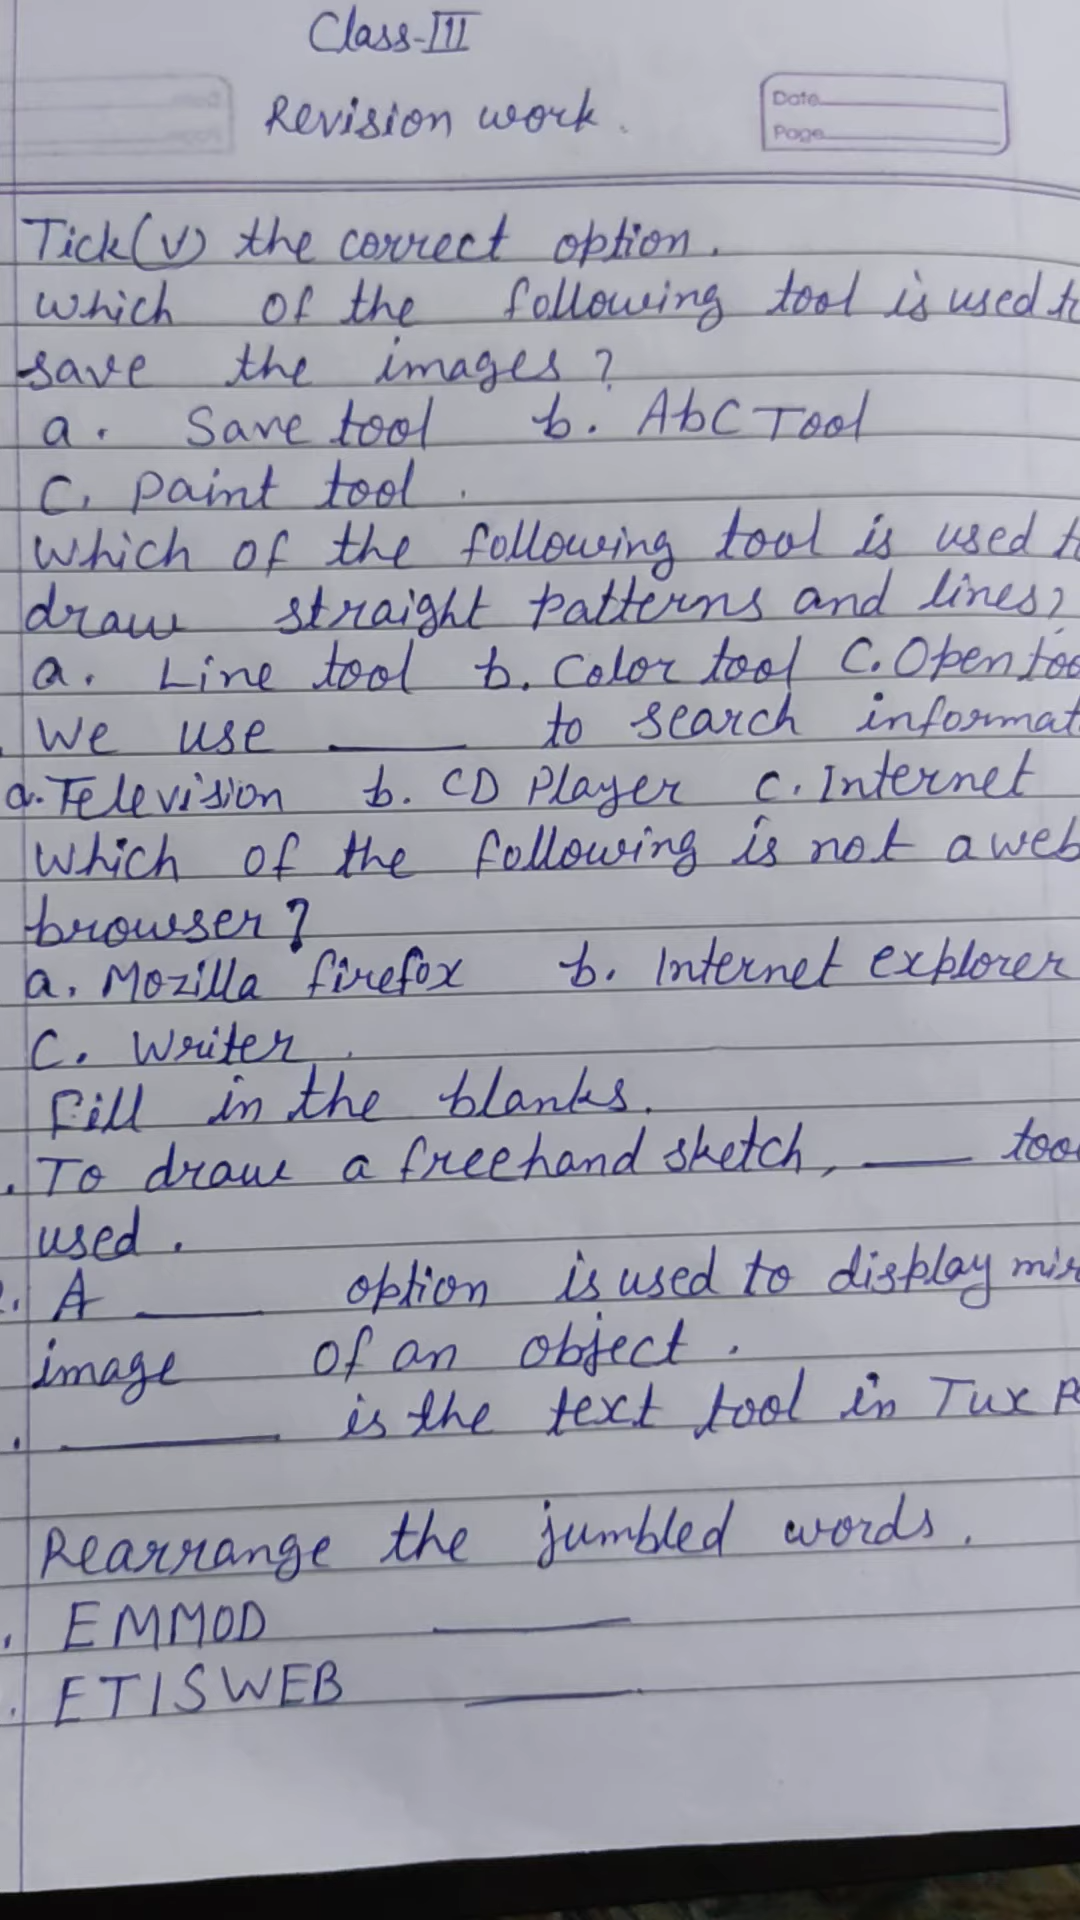 Class-III
Revision work.
Date
Page
Tick(√) the correct option.
which of the following tool is used
save the images?
a. Save tool b. AbC Tool
C. paint tool.
Which of the following tool is used
draw straight patterns and lines?
a. Line tool b. Color tool C. Open too
We use ____ to search informat
a. Television b. CD Player c. Internet
Which of the following is not a web
browser?
a. Mozilla firefox b. Internet explorer
C. Writer.
Fill in the blanks.
. To draw a freehand sketch, ____ too
used.
. A ____ option is used to display mir
image of an object.
. ____ is the text tool in Tux P
Rearrange the jumbled words.
. EMMOD ____
. ETISWEB ____